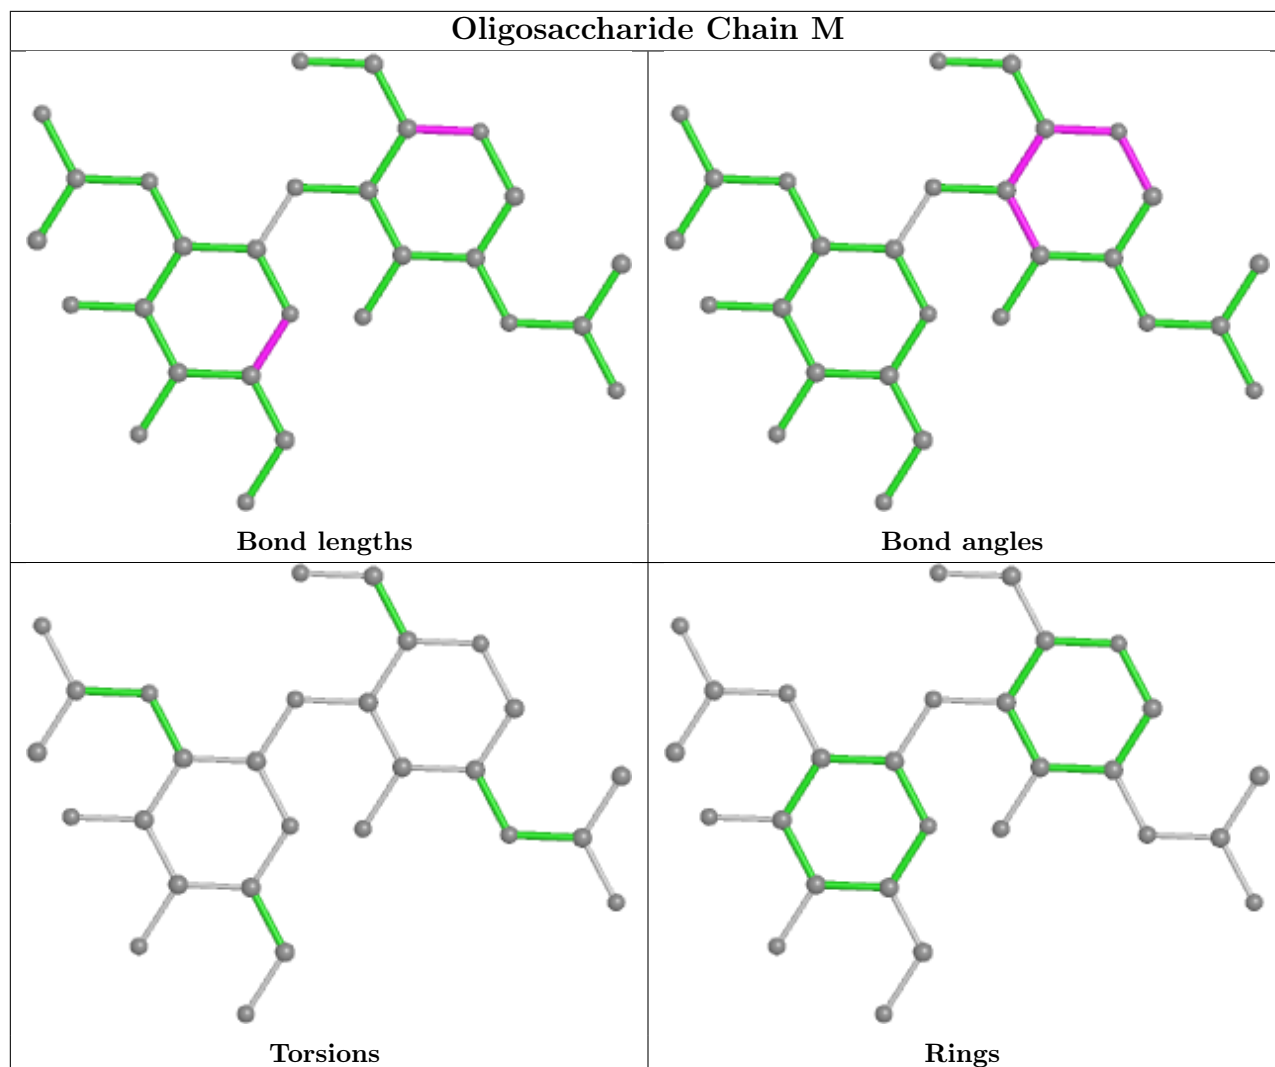 Oligosaccharide Chain M
Bond lengths
Bond angles
Torsions
Rings